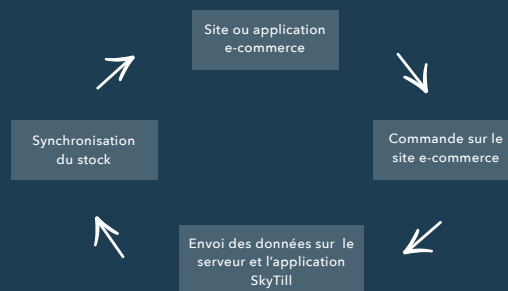 Site ou application
e-commerce
Commande sur le
site e-commerce
Envoi des données sur  le
serveur et l'application
SkyTill
Synchronisation
du stock